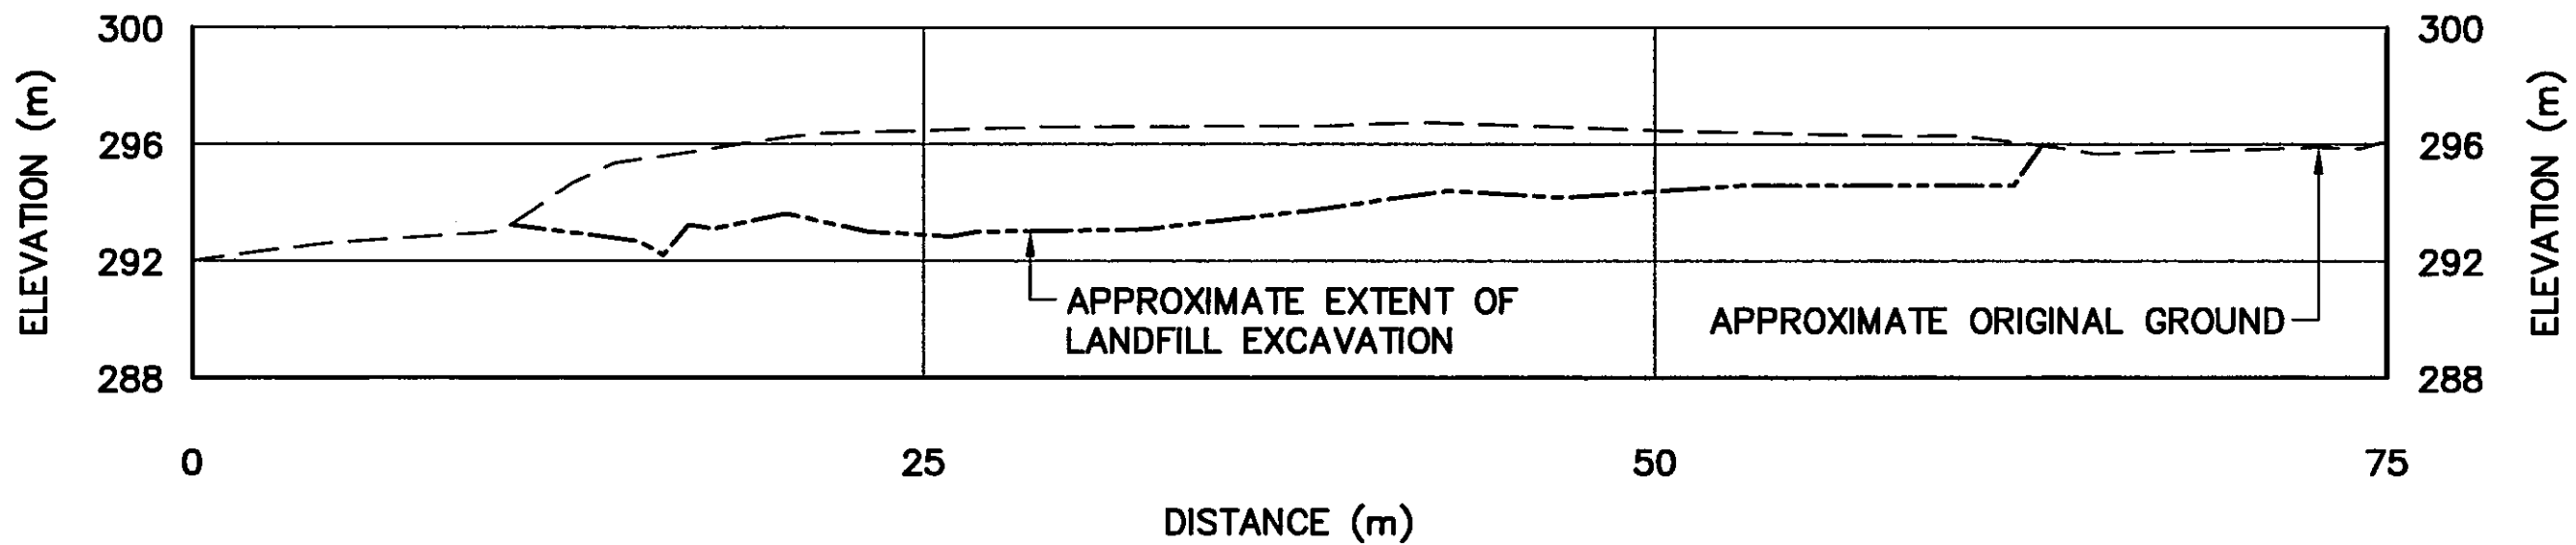 300 300
ELEVATION (m) ELEVATION (m)
296 296
292 292
APPROXIMATE EXTENT OF
LANDFILL EXCAVATION
APPROXIMATE ORIGINAL GROUND
288 288
0 25 50 75
DISTANCE (m)